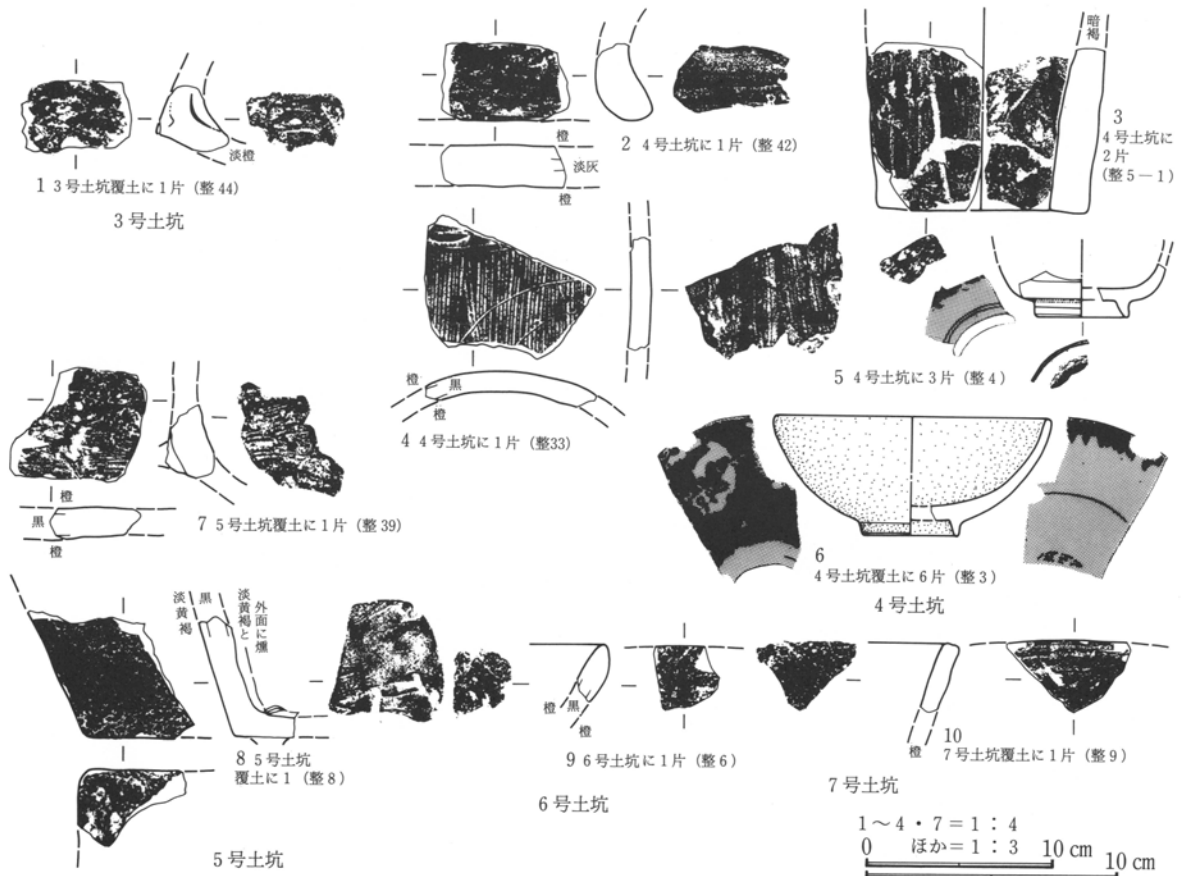 淡橙
1 3号土坑覆土に1片（整44）
3号土坑
橙
淡灰
橙
2 4号土坑に1片（整42）
暗褐
3
4号土坑に
2片
（整5－1）
橙
黒
橙
4 4号土坑に1片（整33）
5 4号土坑に3片（整4）
6
4号土坑覆土に6片（整3）
4号土坑
橙
黒
橙
7 5号土坑覆土に1片（整39）
淡黄褐
黒
淡黄褐と
外面に燻
8 5号土坑
覆土に1（整8）
5号土坑
橙
黒
橙
9 6号土坑に1片（整6）
6号土坑
橙
10
7号土坑覆土に1片（整9）
7号土坑
1～4・7＝1：4
ほか＝1：3
0 10 cm
10 cm